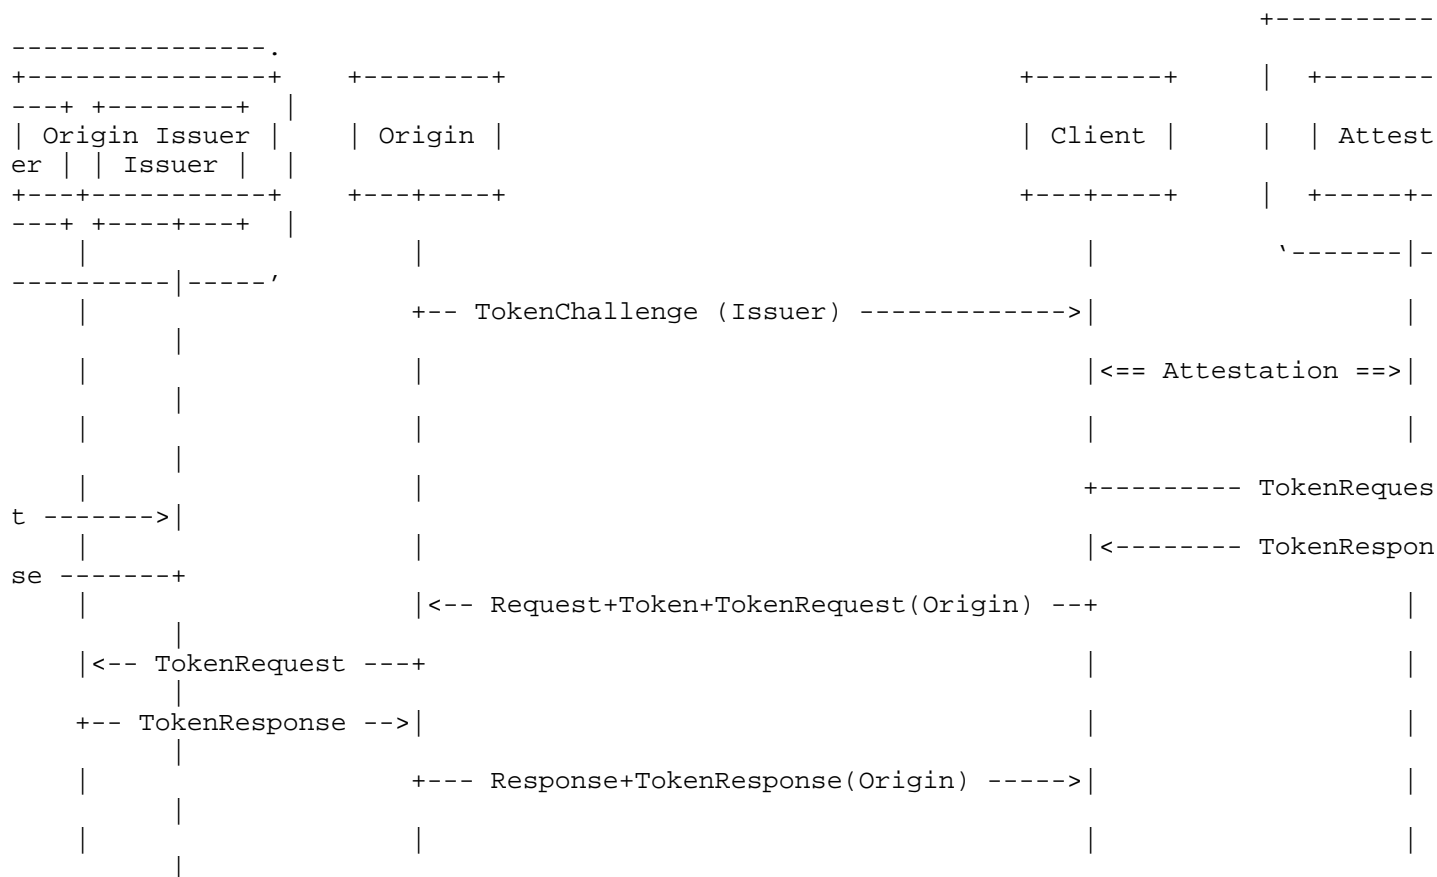 +----------
-----------------.
+----------------+    +--------+                                   +--------+      |  +-------
---+ +--------+  |
| Origin Issuer |    | Origin |                                   | Client |      |  | Attest
er | | Issuer |  |
+---+------------+    +---+----+                                   +---+----+      |  +-----+-
---+ +----+---+  |
    |                     |                                            |            `-------|-
----------|-----'
    |                     +-- TokenChallenge (Issuer) ------------->|                    |
          |
    |                     |                                            |<== Attestation ==>|
          |
    |                     |                                            |                    |
          |
    |                     |                                            +--------- TokenReques
t ------->|
    |                     |                                            |<-------- TokenRespon
se -------+
    |                     |<-- Request+Token+TokenRequest(Origin) --+                    |
          |
    |<-- TokenRequest ---+                                            |                    |
          |
    +-- TokenResponse -->|                                            |                    |
          |
    |                     +--- Response+TokenResponse(Origin) ----->|                    |
          |
    |                     |                                            |                    |
          |